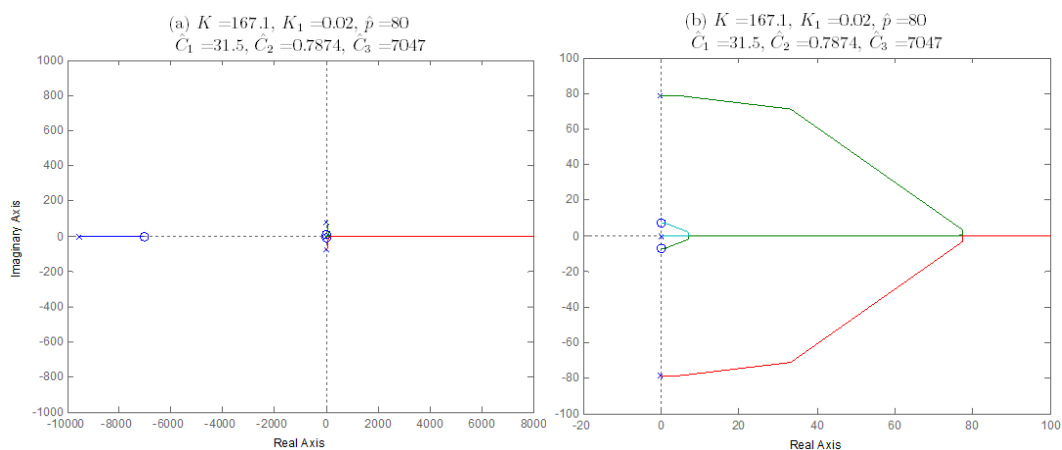 (a) K =167.1, K₁ =0.02, p̂ =80
Ĉ₁ =31.5, Ĉ₂ =0.7874, Ĉ₃ =7047
1000
800
600
400
200
0
-200
-400
-600
-800
-1000
Imaginary Axis
-10000 -8000 -6000 -4000 -2000 0 2000 4000 6000 8000
Real Axis
(b) K =167.1, K₁ =0.02, p̂ =80
Ĉ₁ =31.5, Ĉ₂ =0.7874, Ĉ₃ =7047
100
80
60
40
20
0
-20
-40
-60
-80
-100
-20 0 20 40 60 80 100
Real Axis